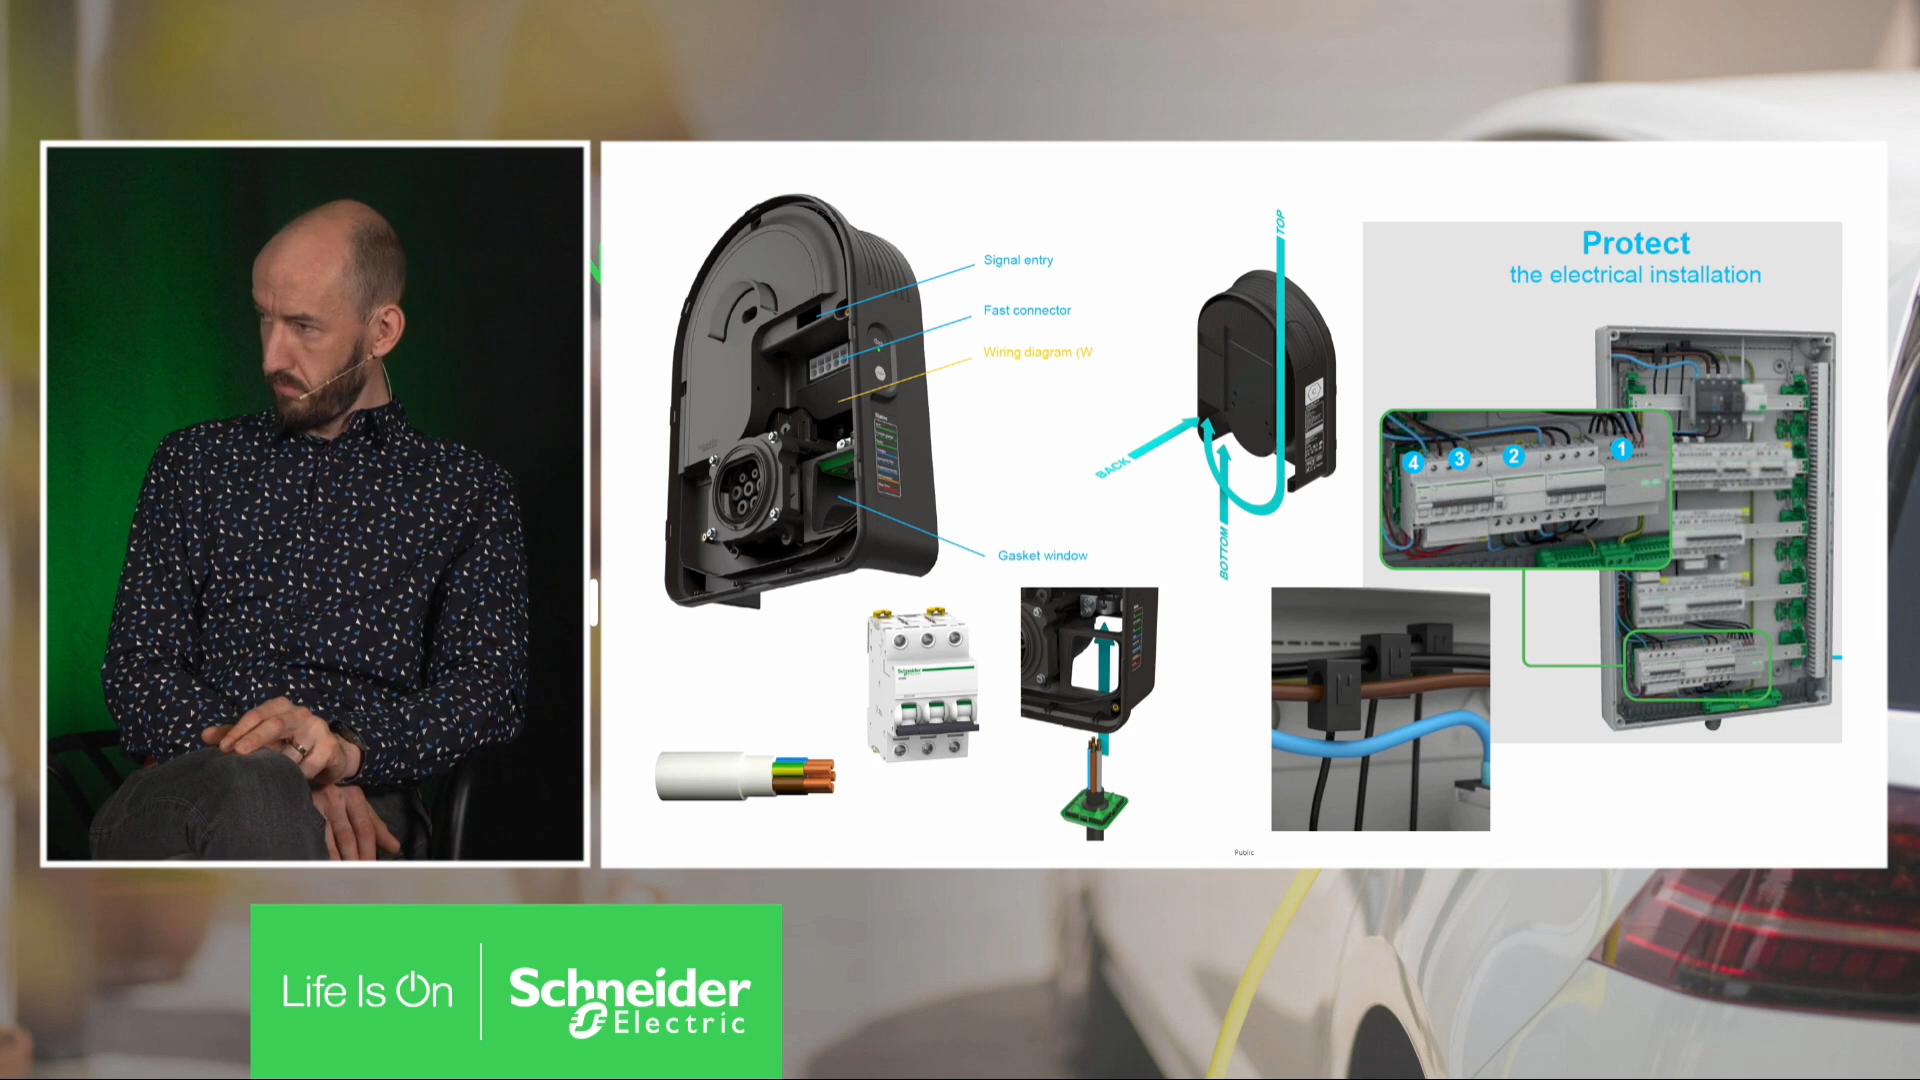 Signal entry
Fast connector
Wiring diagram (W
Gasket window
TOP
BACK
BOTTOM
Protect
the electrical installation
4
3
2
1
Schneider
Public
Life Is On
Schneider
Electric